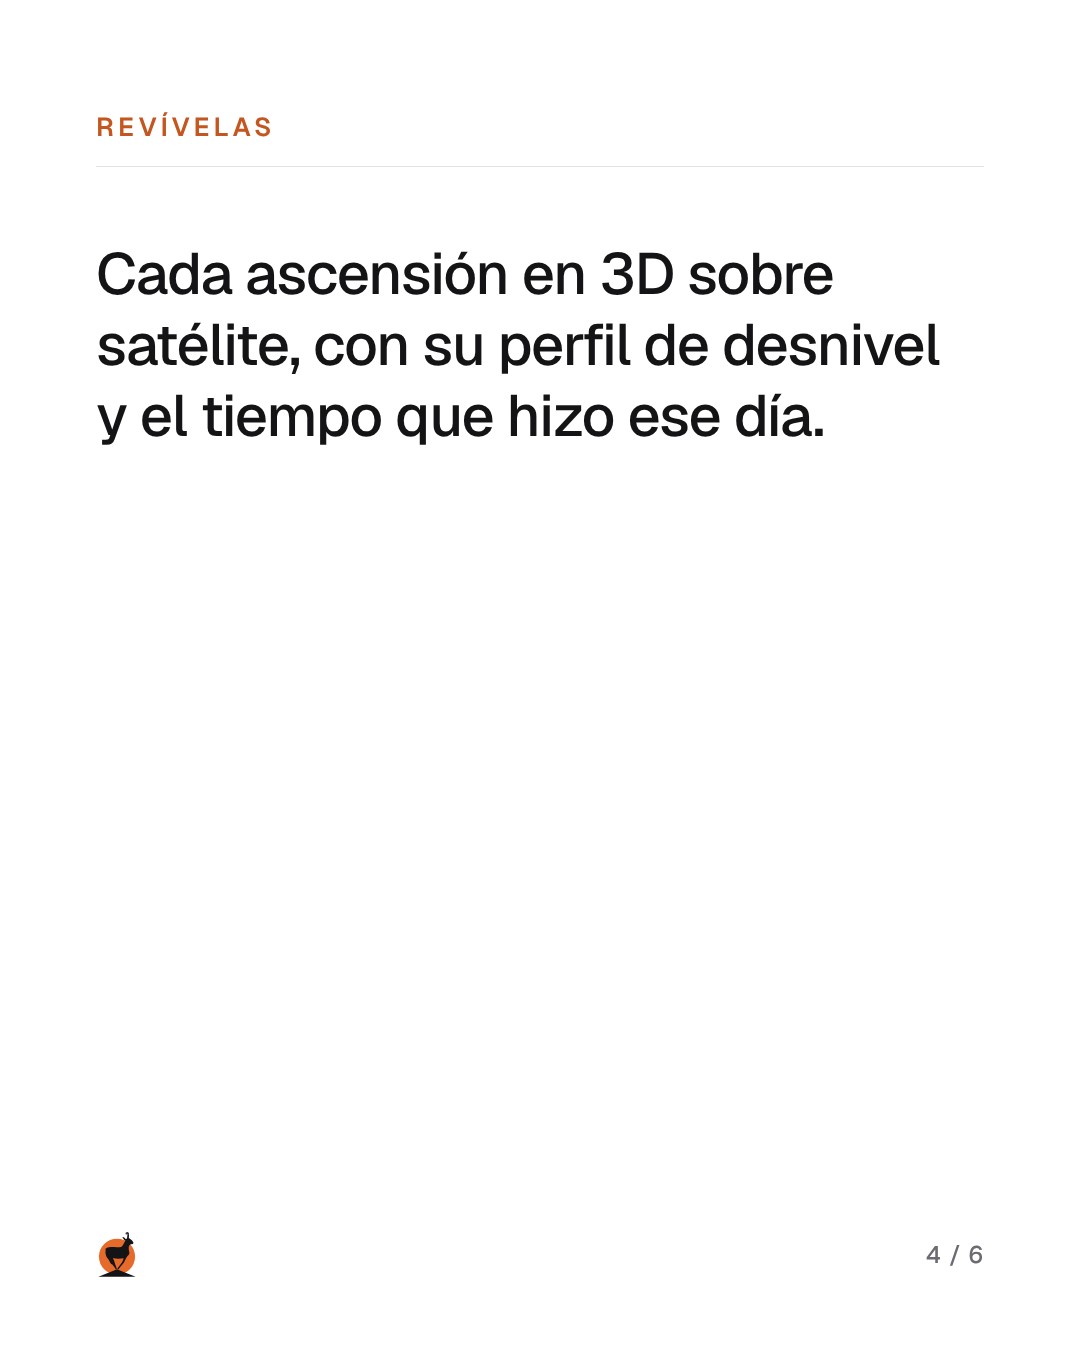 REVÍVELAS
Cada ascensión en 3D sobre
satélite, con su perfil de desnivel
y el tiempo que hizo ese día.
4 / 6